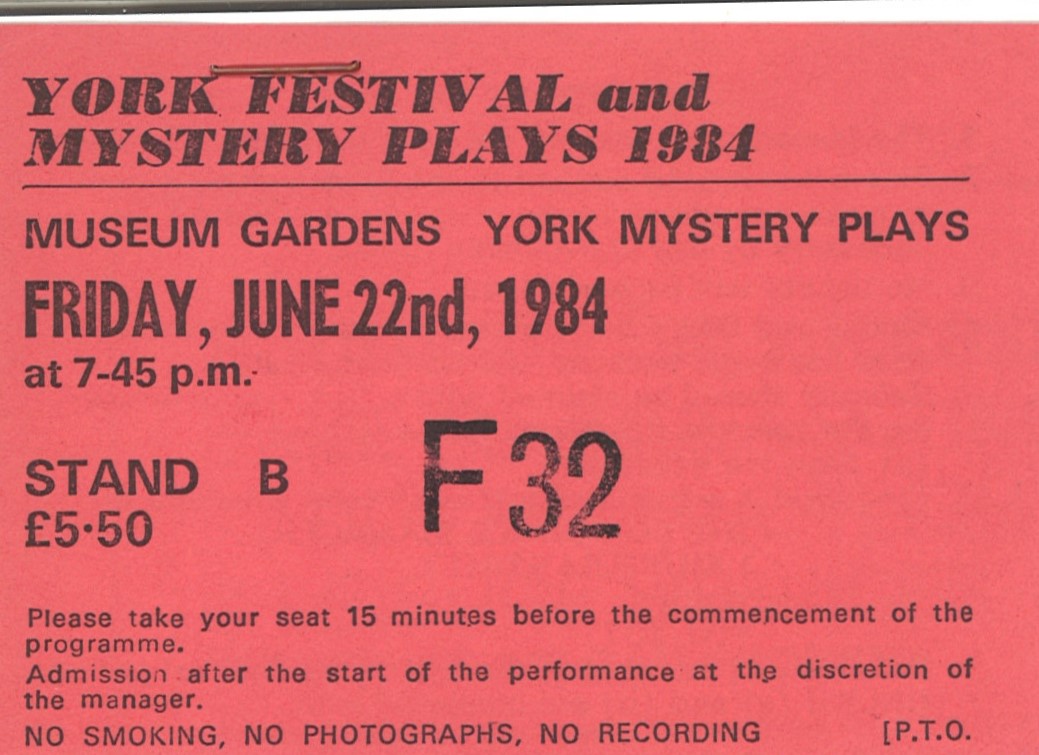 YORK FESTIVAL and
MYSTERY PLAYS 1984
MUSEUM GARDENS YORK MYSTERY PLAYS
FRIDAY, JUNE 22nd, 1984
at 7-45 p.m.
STAND B F 32
£5·50
Please take your seat 15 minutes before the commencement of the
programme.
Admission after the start of the performance at the discretion of
the manager.
NO SMOKING, NO PHOTOGRAPHS, NO RECORDING [P.T.O.